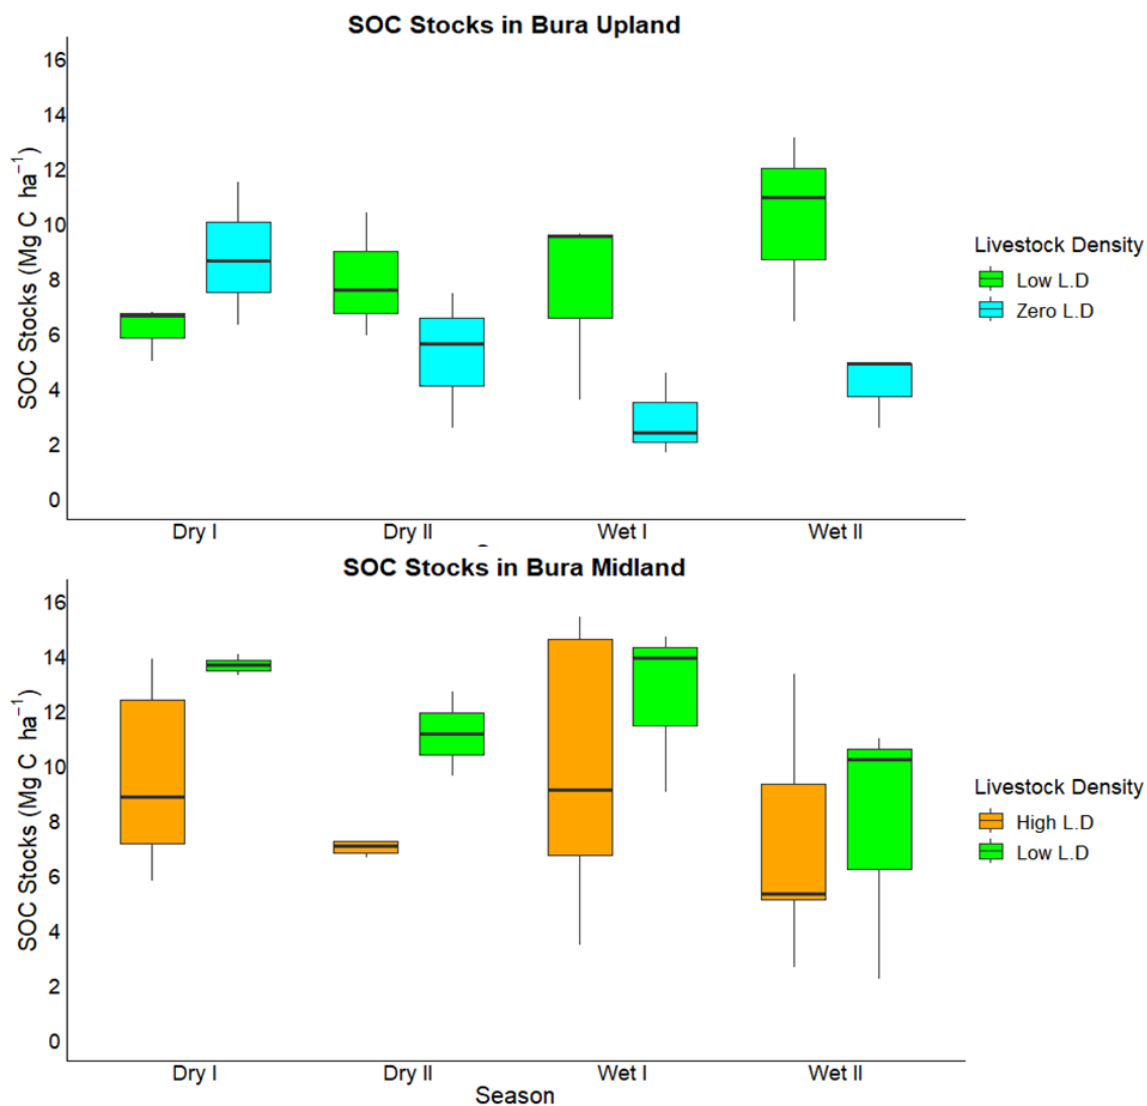 SOC Stocks in Bura Upland
SOC Stocks (Mg C ha⁻¹)
16
14
12
10
8
6
4
2
0
Dry I
Dry II
Wet I
Wet II
Livestock Density
Low L.D
Zero L.D
SOC Stocks in Bura Midland
SOC Stocks (Mg C ha⁻¹)
16
14
12
10
8
6
4
2
0
Dry I
Dry II
Wet I
Wet II
Season
Livestock Density
High L.D
Low L.D